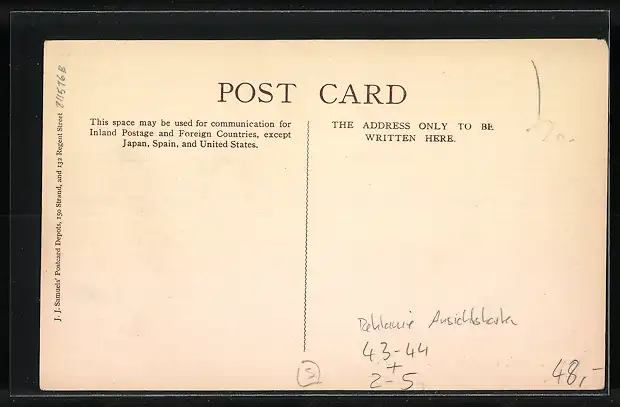 POST CARD
This space may be used for communication for
Inland Postage and Foreign Countries, except
Japan, Spain, and United States.
THE ADDRESS ONLY TO BE
WRITTEN HERE.
J. J. Samuels' Postcard Depots, 150 Strand, and 132 Regent Street
Reklame Ansichtskarten
43-44
+
2-5
S
48,-